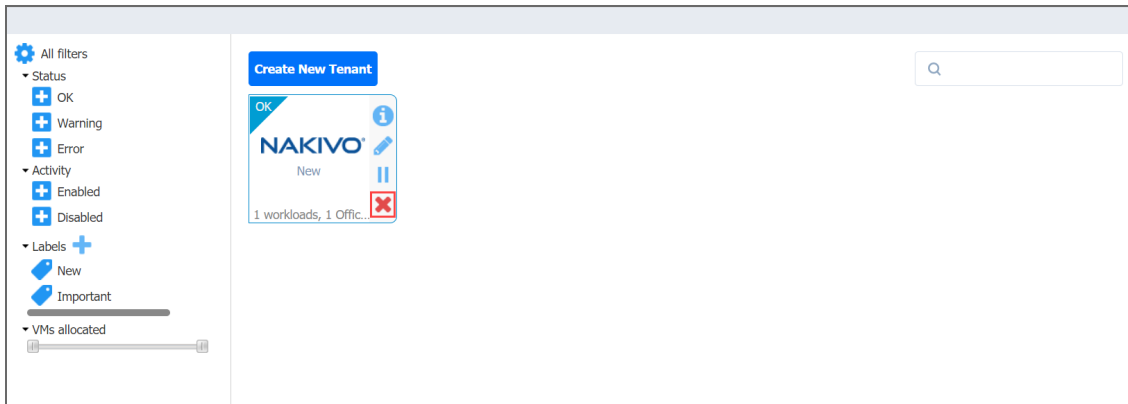 All filters
Status
OK
Warning
Error
Activity
Enabled
Disabled
Labels
New
Important
VMs allocated
Create New Tenant
OK
NAKIVO
New
1 workloads, 1 Offic...